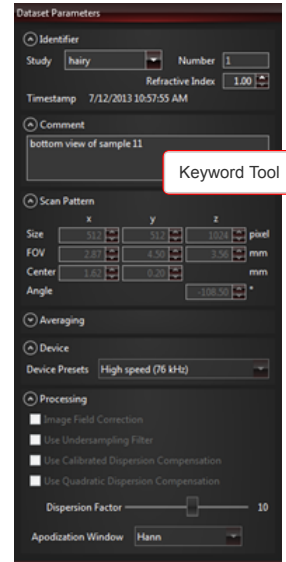 Dataset Parameters
Identifier
Study hairy Number 1
Refractive Index 1.00
Timestamp 7/12/2013 10:57:55 AM
Comment
bottom view of sample 11
Keyword Tool
Scan Pattern
x y z
Size 512 512 1024 pixel
FOV 2.87 4.50 3.56 mm
Center 1.62 0.20 mm
Angle -108.50 °
Averaging
Device
Device Presets High speed (76 kHz)
Processing
Image Field Correction
Use Undersampling Filter
Use Calibrated Dispersion Compensation
Use Quadratic Dispersion Compensation
Dispersion Factor 10
Apodization Window Hann